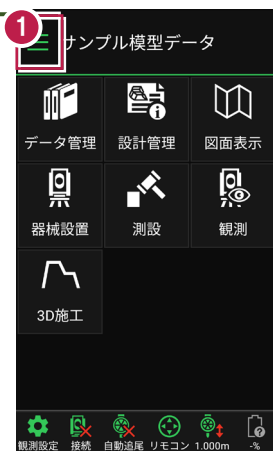 1
サンプル模型データ
データ管理 設計管理 図面表示
器械設置 測設 観測
3D施工
観測設定 接続 自動追尾 リモコン 1.000m -%